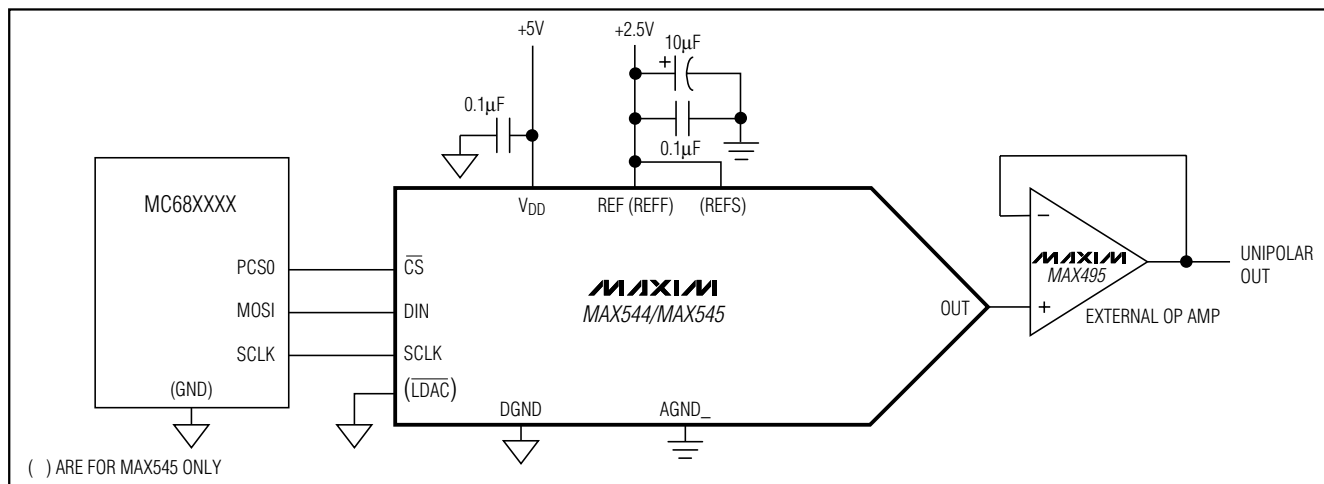 +5V
+2.5V
10µF
+
0.1µF
0.1µF
MC68XXXX
VDD
REF (REFF)
(REFS)
PCS0
CS
MAXIM
MAX544/MAX545
MOSI
DIN
SCLK
SCLK
(LDAC)
(GND)
DGND
AGND_
OUT
−
MAXIM
MAX495
+
EXTERNAL OP AMP
UNIPOLAR
OUT
( ) ARE FOR MAX545 ONLY